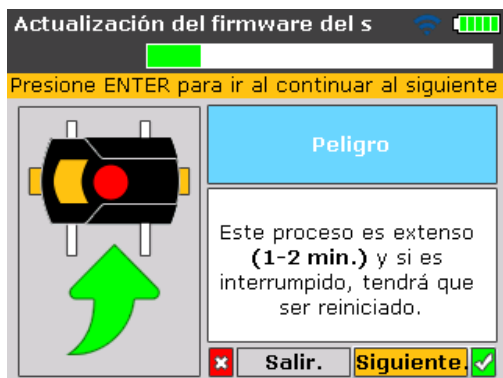 Actualización del firmware del s
Presione ENTER para ir al continuar al siguiente
Peligro
Este proceso es extenso
(1-2 min.) y si es
interrumpido, tendrá que
ser reiniciado.
Salir.
Siguiente.